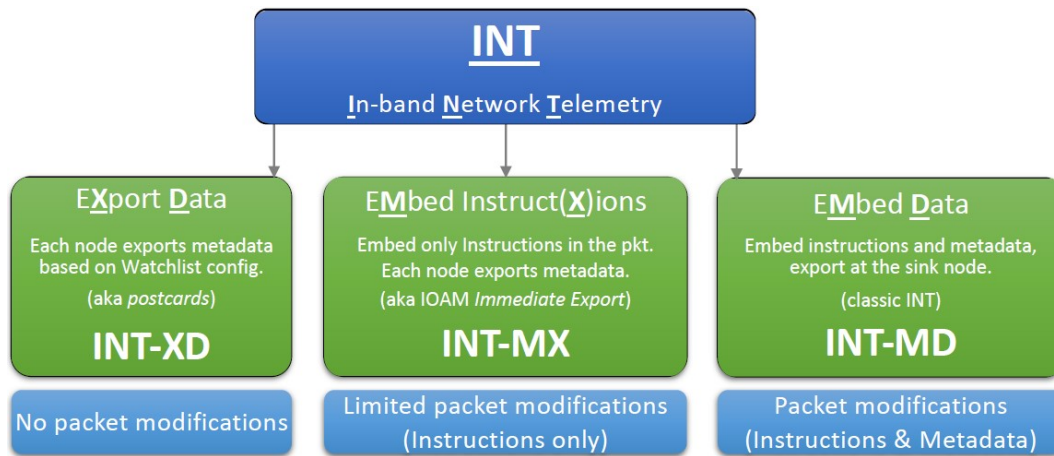 INT
In-band Network Telemetry
EXport Data
Each node exports metadata
based on Watchlist config.
(aka postcards)
INT-XD
No packet modifications
EMbed Instruct(X)ions
Embed only Instructions in the pkt.
Each node exports metadata.
(aka IOAM Immediate Export)
INT-MX
Limited packet modifications
(Instructions only)
EMbed Data
Embed instructions and metadata,
export at the sink node.
(classic INT)
INT-MD
Packet modifications
(Instructions & Metadata)